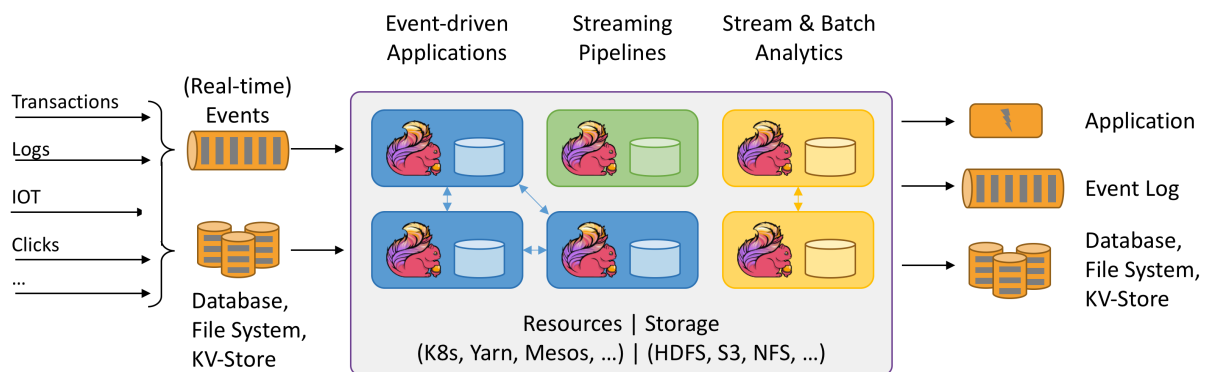 Event-driven
Applications
Streaming
Pipelines
Stream & Batch
Analytics
Transactions
Logs
IOT
Clicks
...
(Real-time)
Events
Database,
File System,
KV-Store
Resources | Storage
(K8s, Yarn, Mesos, ...) | (HDFS, S3, NFS, ...)
Application
Event Log
Database,
File System,
KV-Store